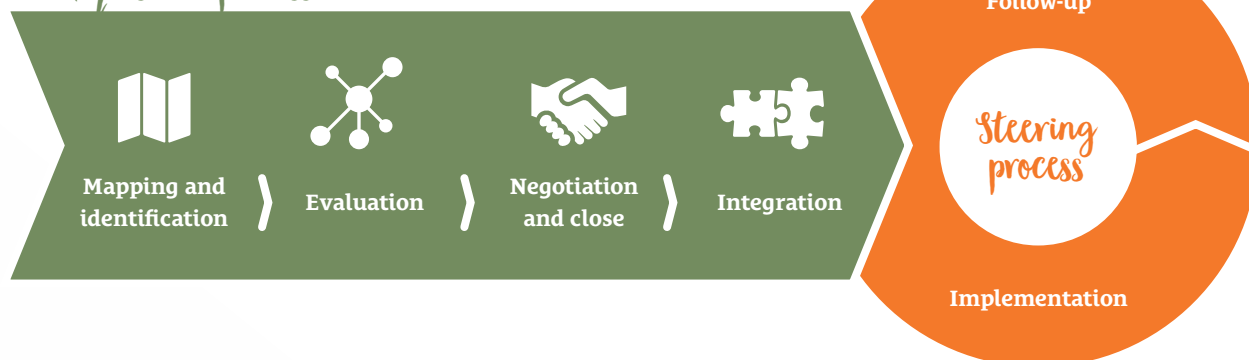 Follow-up
Mapping and
identification
Evaluation
Negotiation
and close
Integration
Steering
process
Implementation